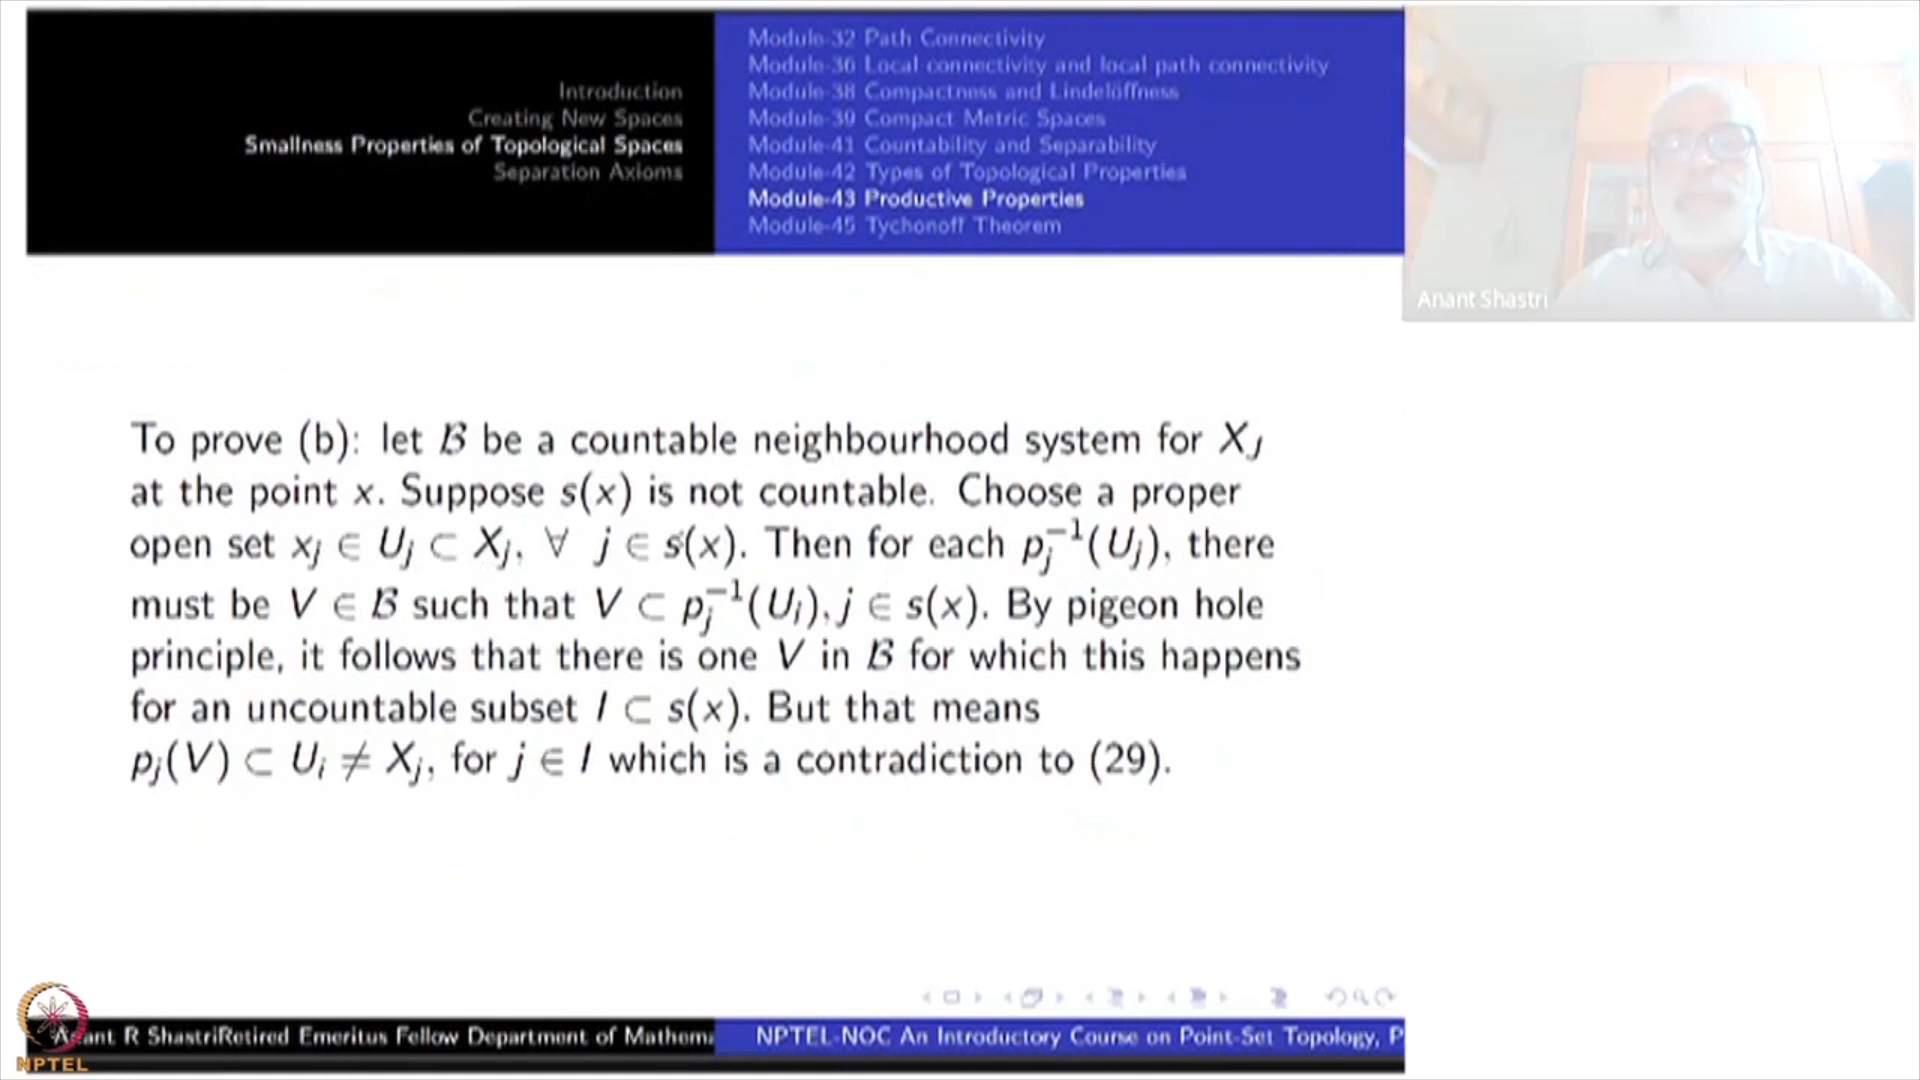 Introduction
Creating New Spaces
Smallness Properties of Topological Spaces
Separation Axioms
Module-32 Path Connectivity
Module-36 Local connectivity and local path connectivity
Module-38 Compactness and Lindelöffness
Module-39 Compact Metric Spaces
Module-41 Countability and Separability
Module-42 Types of Topological Properties
Module-43 Productive Properties
Module-45 Tychonoff Theorem
Anant Shastri
To prove (b): let ℬ be a countable neighbourhood system for X_J
at the point x. Suppose s(x) is not countable. Choose a proper
open set x_j ∈ U_j ⊂ X_j, ∀ j ∈ s(x). Then for each p_j^{-1}(U_j), there
must be V ∈ ℬ such that V ⊂ p_j^{-1}(U_i), j ∈ s(x). By pigeon hole
principle, it follows that there is one V in ℬ for which this happens
for an uncountable subset I ⊂ s(x). But that means
p_j(V) ⊂ U_i ≠ X_j, for j ∈ I which is a contradiction to (29).
Anant R ShastriRetired Emeritus Fellow Department of Mathema
NPTEL-NOC An Introductory Course on Point-Set Topology, P
NPTEL